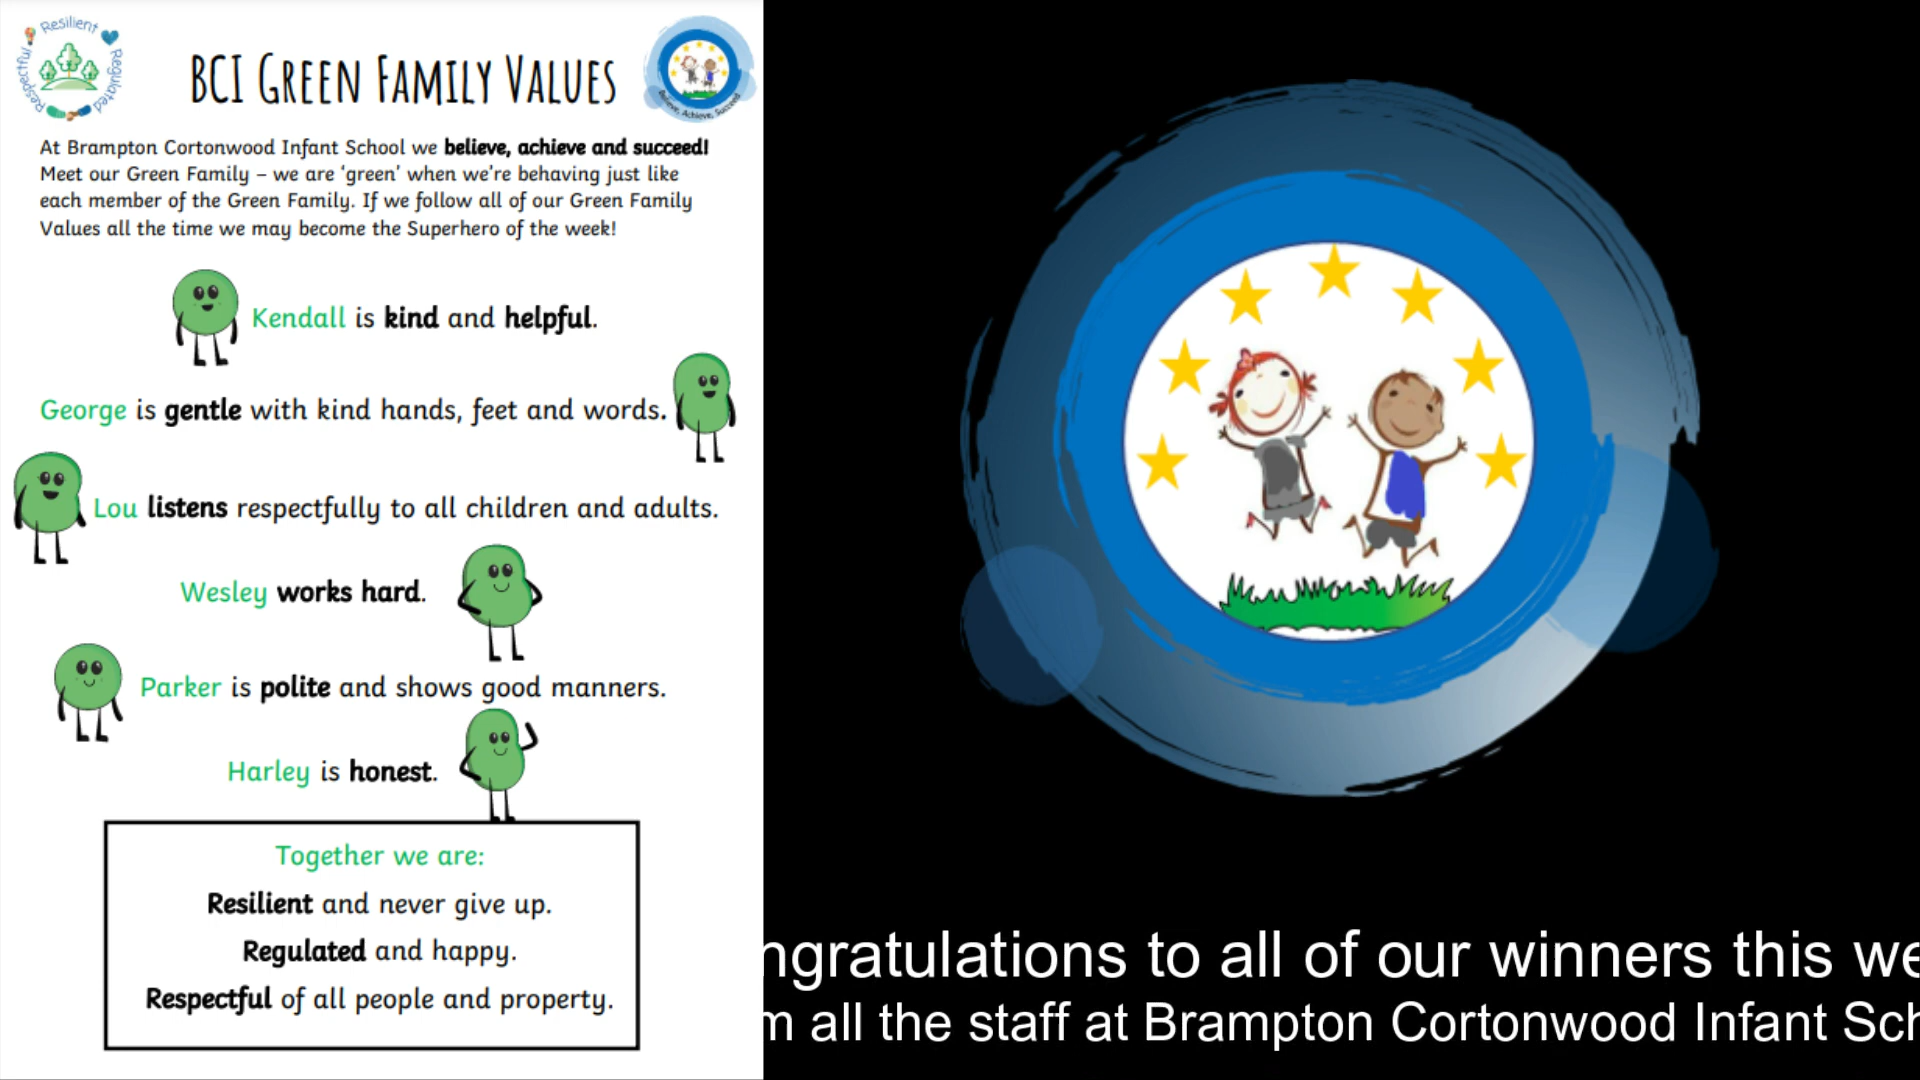 Resilient
Respectful
Regulated
BCI GREEN FAMILY VALUES
Believe, Achieve, Succeed
At Brampton Cortonwood Infant School we believe, achieve and succeed!
Meet our Green Family – we are ‘green’ when we’re behaving just like
each member of the Green Family. If we follow all of our Green Family
Values all the time we may become the Superhero of the week!
Kendall is kind and helpful.
George is gentle with kind hands, feet and words.
Lou listens respectfully to all children and adults.
Wesley works hard.
Parker is polite and shows good manners.
Harley is honest.
Together we are:
Resilient and never give up.
Regulated and happy.
Respectful of all people and property.
ngratulations to all of our winners this we
m all the staff at Brampton Cortonwood Infant Sch